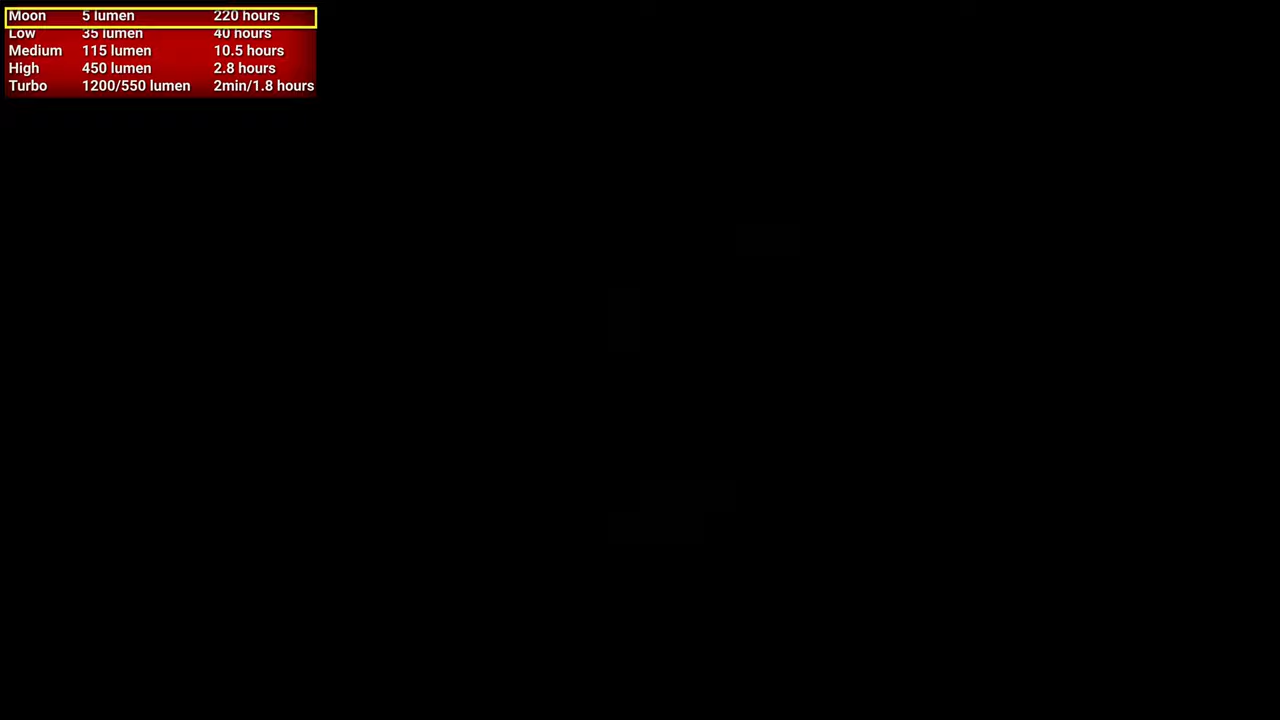 Moon 5 lumen 220 hours
Low 35 lumen 40 hours
Medium 115 lumen 10.5 hours
High 450 lumen 2.8 hours
Turbo 1200/550 lumen 2min/1.8 hours